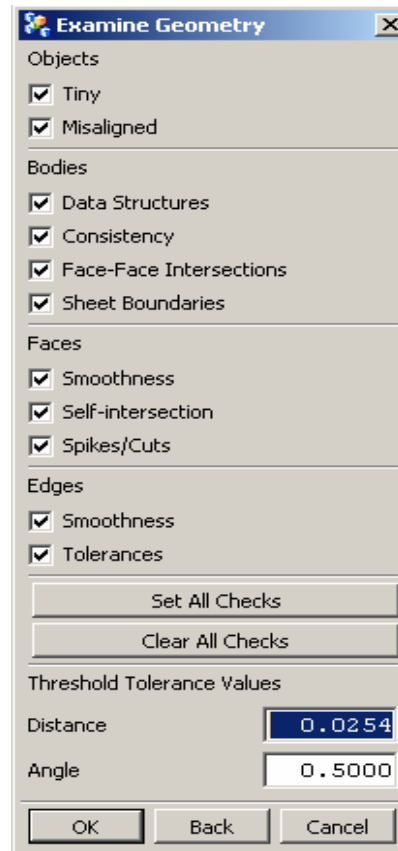 Examine Geometry
Objects
Tiny
Misaligned
Bodies
Data Structures
Consistency
Face-Face Intersections
Sheet Boundaries
Faces
Smoothness
Self-intersection
Spikes/Cuts
Edges
Smoothness
Tolerances
Set All Checks
Clear All Checks
Threshold Tolerance Values
Distance 0.0254
Angle 0.5000
OK Back Cancel